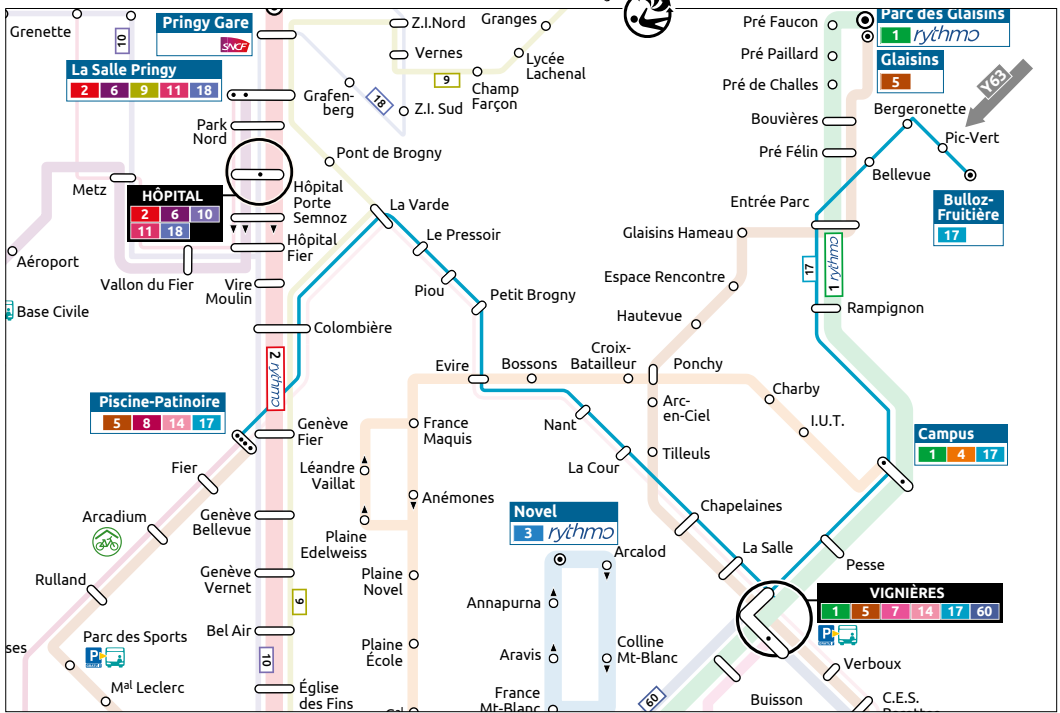 Grenette
10
Pringy Gare
SNCF
La Salle Pringy
2 6 9 11 18
Z.I.Nord
Vernes
9
Granges
Lycée
Lachenal
Champ
Farçon
Grafen-
berg
18
Z.I. Sud
Park
Nord
Pont de Brogny
Metz
HÔPITAL
2 6 10
11 18
Hôpital
Porte
Semnoz
Hôpital
Fier
Aéroport
Vallon du Fier
Vire
Moulin
Base Civile
Colombière
2 rythmo
La Varde
Le Pressoir
Piou
Petit Brogny
Evire
Bossons
Croix-
Batailleur
Ponchy
Pré Faucon
Parc des Glaisins
1 rythmo
Pré Paillard
Glaisins
5
Pré de Challes
Y63
Bergeronette
Bouvières
Pic-Vert
Pré Félin
Bellevue
Entrée Parc
Bulloz-
Fruitière
17
Glaisins Hameau
17
1 rythmo
Espace Rencontre
Rampignon
Hautevue
Charby
Arc-
en-Ciel
I.U.T.
Tilleuls
Campus
1 4 17
Piscine-Patinoire
5 8 14 17
Genève
Fier
France
Maquis
Nant
Léandre
Vaillat
La Cour
Fier
Anémones
Arcadium
Genève
Bellevue
Plaine
Edelweiss
Novel
3 rythmo
Chapelaines
Arcalod
La Salle
Pesse
Rulland
Genève
Vernet
9
Plaine
Novel
Annapurna
VIGNIÈRES
1 5 7 14 17 60
P
ses
Parc des Sports
P
Bel Air
10
Plaine
École
Aravis
Colline
Mt-Blanc
Verboux
Mal Leclerc
Église
des Fins
France
Mt-Blanc
60
Buisson
C.E.S.